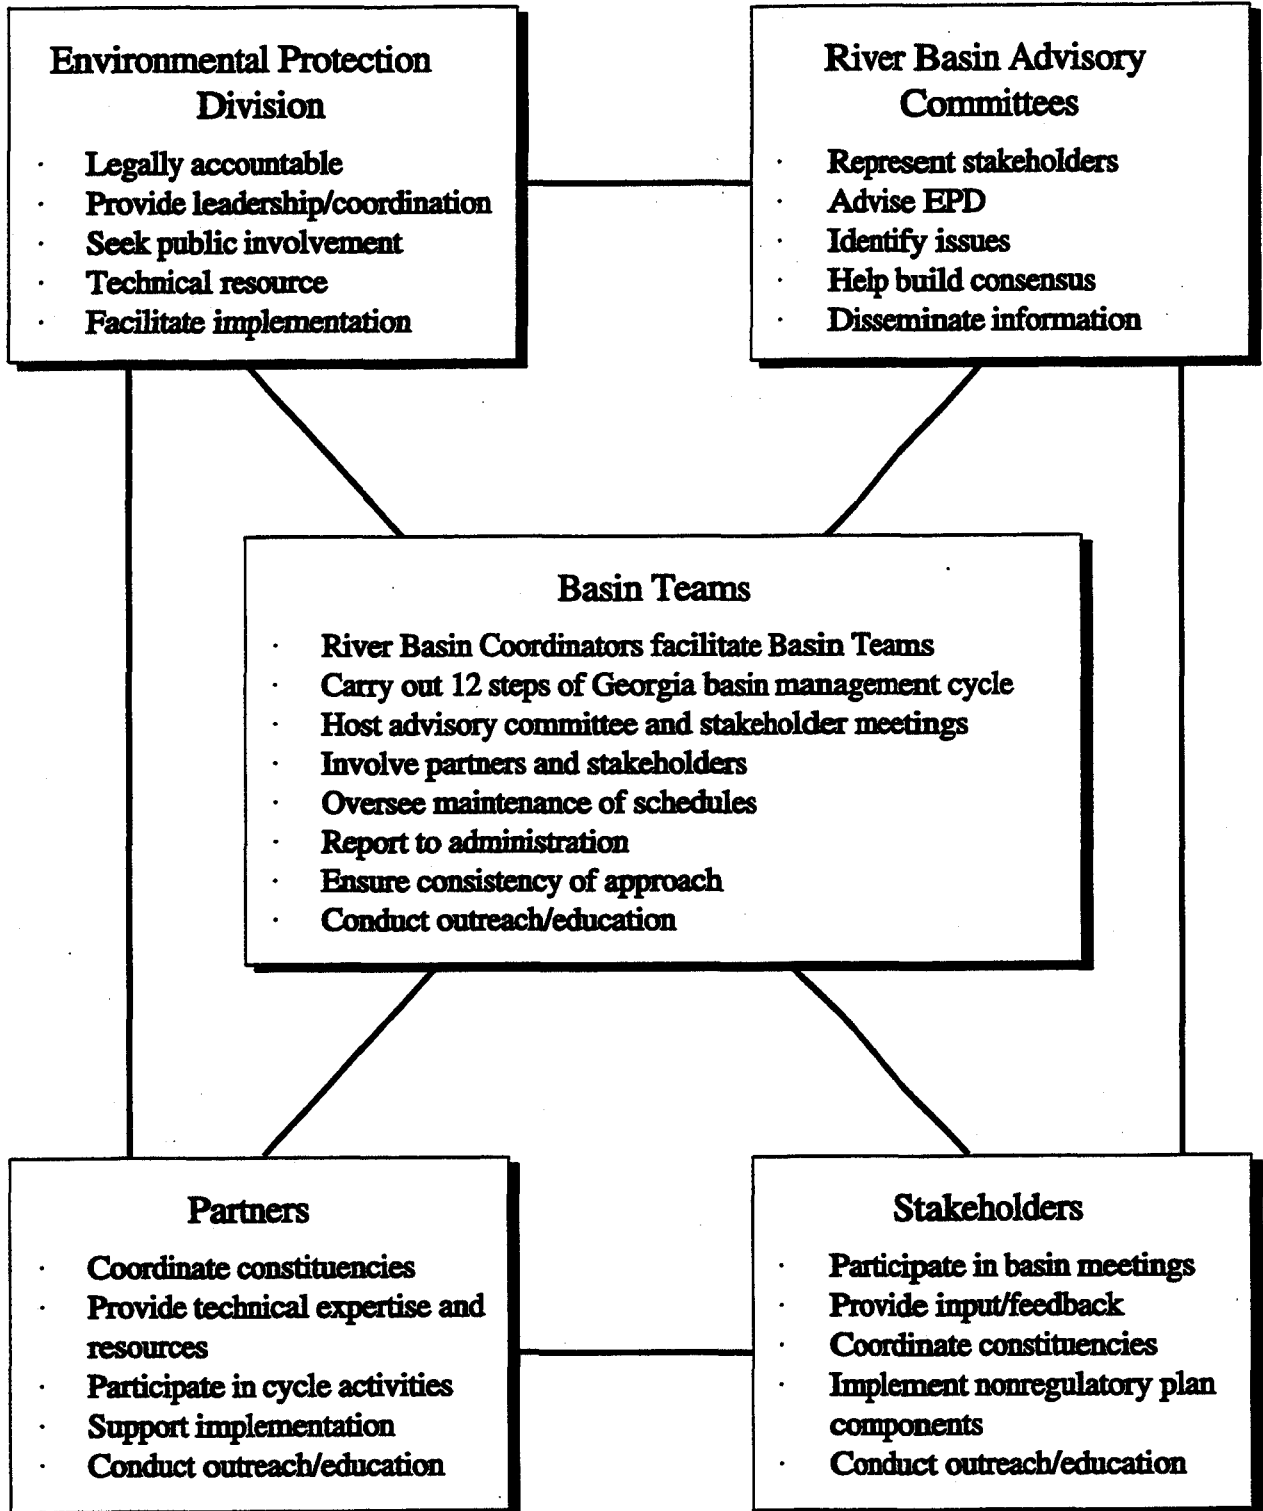 Environmental Protection
Division
· Legally accountable
· Provide leadership/coordination
· Seek public involvement
· Technical resource
· Facilitate implementation
River Basin Advisory
Committees
· Represent stakeholders
· Advise EPD
· Identify issues
· Help build consensus
· Disseminate information
Basin Teams
· River Basin Coordinators facilitate Basin Teams
· Carry out 12 steps of Georgia basin management cycle
· Host advisory committee and stakeholder meetings
· Involve partners and stakeholders
· Oversee maintenance of schedules
· Report to administration
· Ensure consistency of approach
· Conduct outreach/education
Partners
· Coordinate constituencies
· Provide technical expertise and
resources
· Participate in cycle activities
· Support implementation
· Conduct outreach/education
Stakeholders
· Participate in basin meetings
· Provide input/feedback
· Coordinate constituencies
· Implement nonregulatory plan
components
· Conduct outreach/education